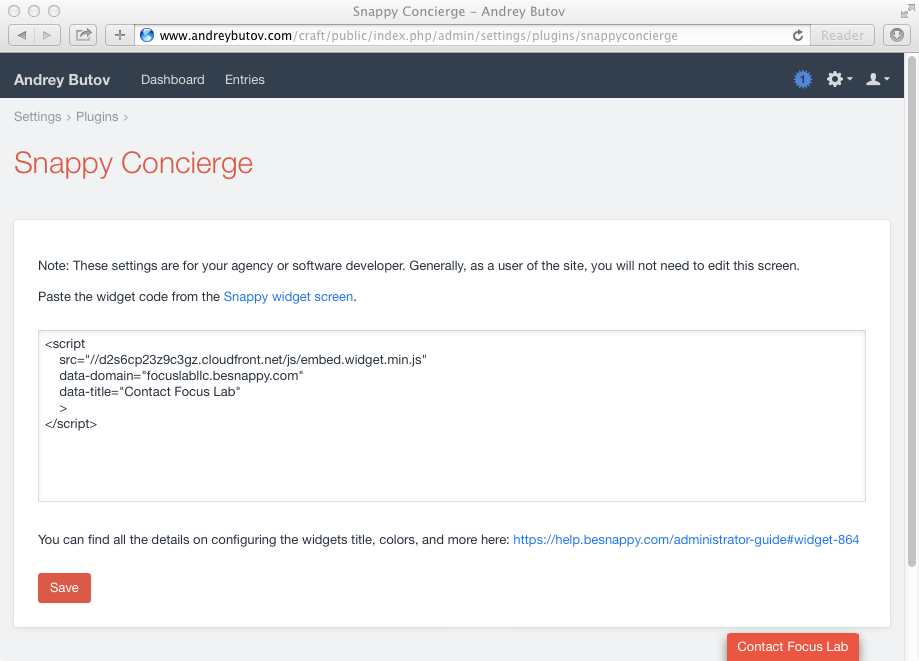 Snappy Concierge – Andrey Butov
www.andreybutov.com/craft/public/index.php/admin/settings/plugins/snappyconcierge
Reader
Andrey Butov Dashboard Entries 1
Settings › Plugins ›
Snappy Concierge
Note: These settings are for your agency or software developer. Generally, as a user of the site, you will not need to edit this screen.
Paste the widget code from the Snappy widget screen.
<script
src="//d2s6cp23z9c3gz.cloudfront.net/js/embed.widget.min.js"
data-domain="focuslabllc.besnappy.com"
data-title="Contact Focus Lab"
>
</script>
You can find all the details on configuring the widgets title, colors, and more here: https://help.besnappy.com/administrator-guide#widget-864
Save
Contact Focus Lab